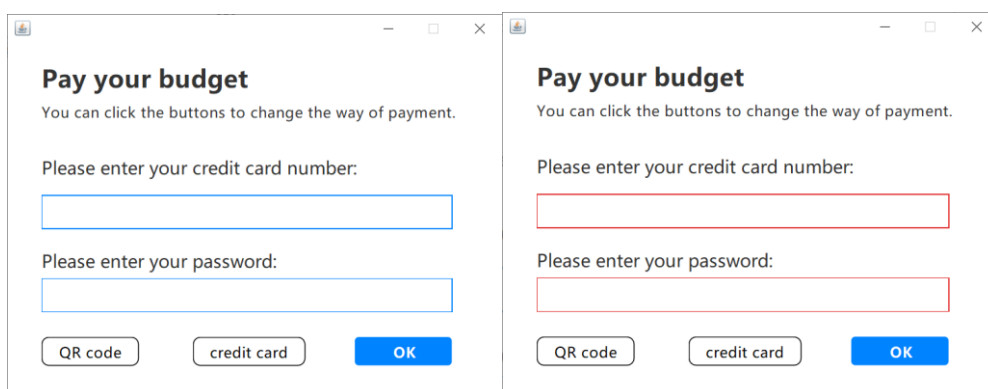 Pay your budget
You can click the buttons to change the way of payment.
Please enter your credit card number:
Please enter your password:
QR code credit card OK
Pay your budget
You can click the buttons to change the way of payment.
Please enter your credit card number:
Please enter your password:
QR code credit card OK